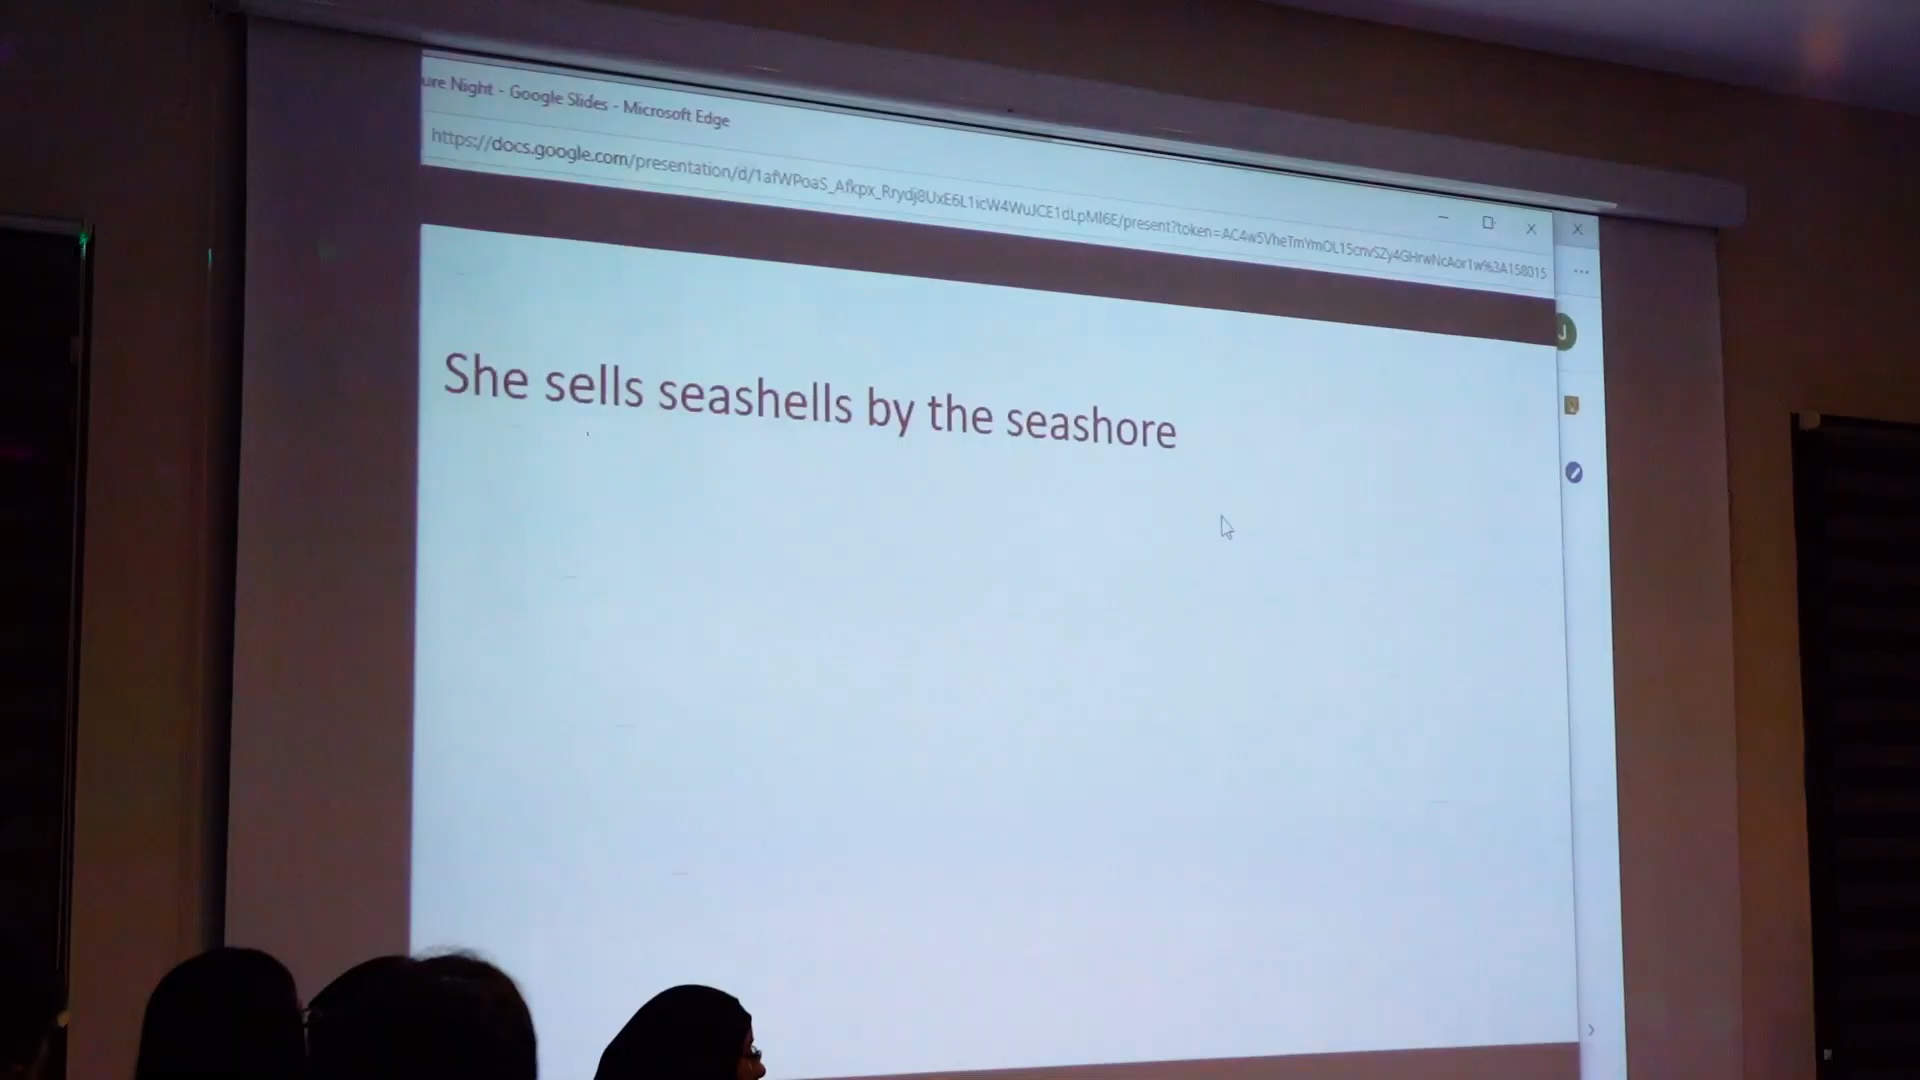 ure Night - Google Slides - Microsoft Edge
https://docs.google.com/presentation/d/1afWPoaS_Afkpx_Rrydj8UxE6L1icW4WuJCE1dLpMl6E/present?token=AC4w5VheTmYmOL15cnvSZy4GHrwNcAor1w%3A158015
J
She sells seashells by the seashore